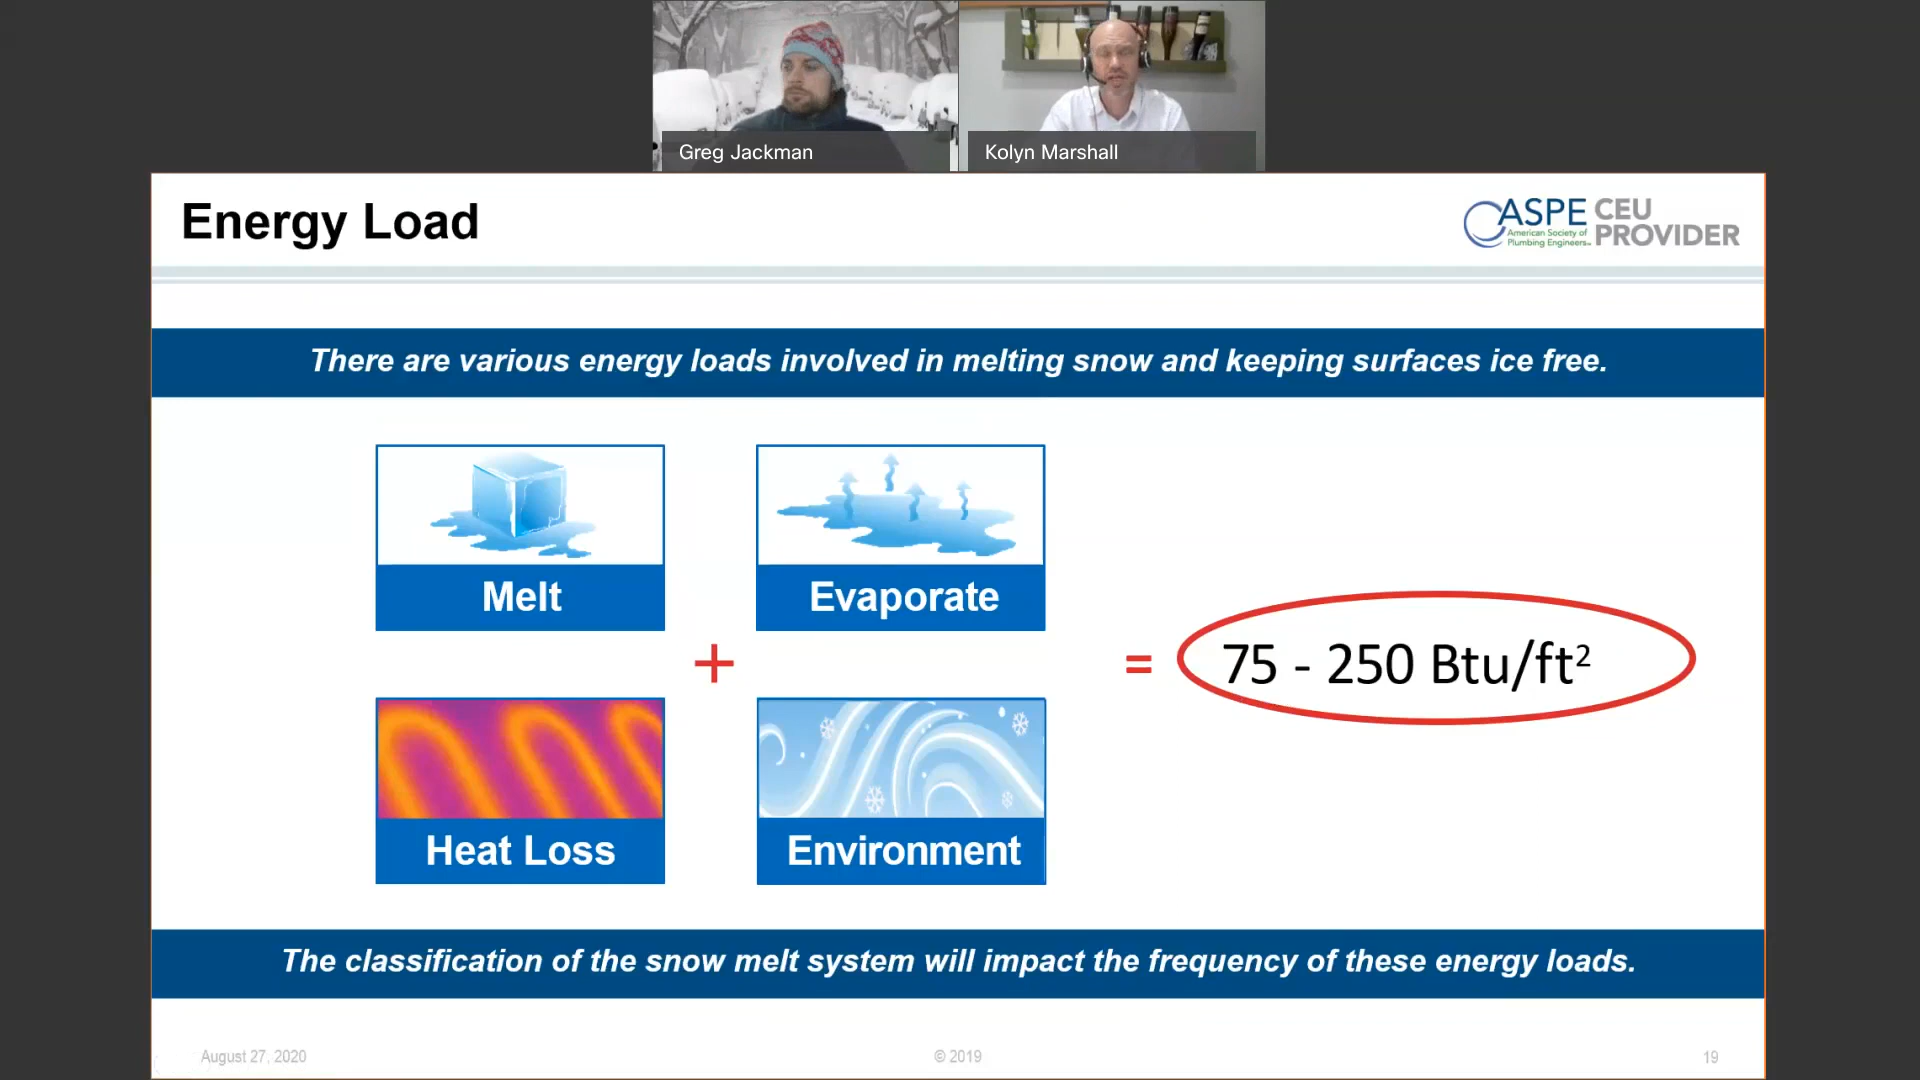 Greg Jackman
Kolyn Marshall
Energy Load
ASPE
American Society of
Plumbing Engineers
CEU
PROVIDER
There are various energy loads involved in melting snow and keeping surfaces ice free.
Melt
Evaporate
+
= 75 - 250 Btu/ft²
Heat Loss
Environment
The classification of the snow melt system will impact the frequency of these energy loads.
August 27, 2020
© 2019
19